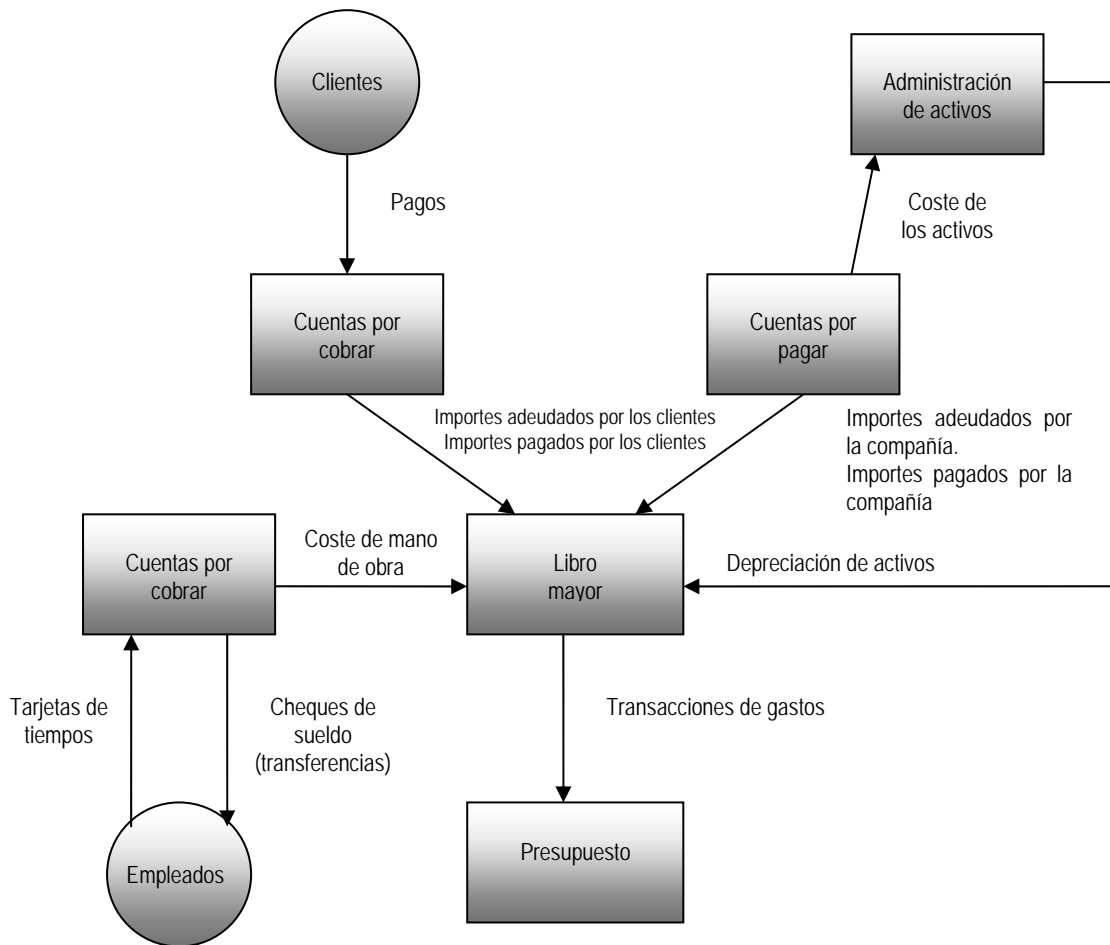 Clientes
Administración
de activos
Pagos
Coste de
los activos
Cuentas por
cobrar
Cuentas por
pagar
Importes adeudados por los clientes
Importes pagados por los clientes
Importes adeudados por
la compañía.
Importes pagados por la
compañía
Cuentas por
cobrar
Coste de mano
de obra
Libro
mayor
Depreciación de activos
Tarjetas de
tiempos
Cheques de
sueldo
(transferencias)
Transacciones de gastos
Empleados
Presupuesto